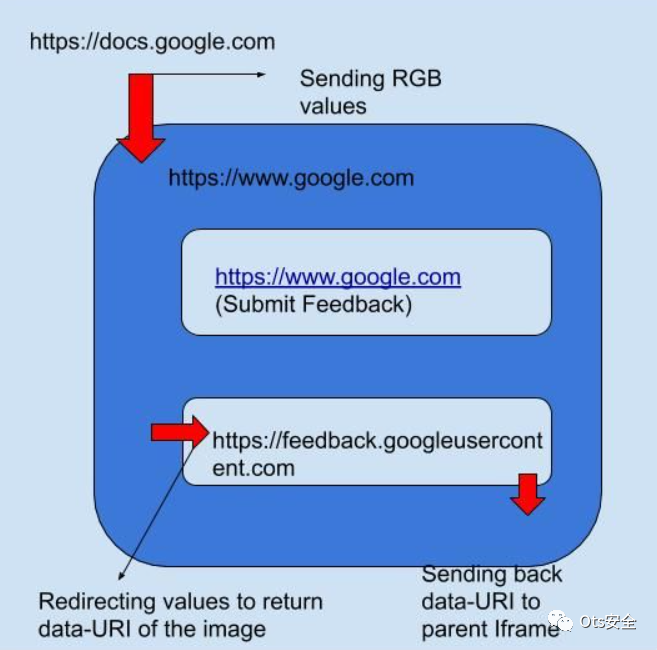 https://docs.google.com
Sending RGB
values
https://www.google.com
https://www.google.com
(Submit Feedback)
https://feedback.googleusercont
ent.com
Redirecting values to return
data-URI of the image
Sending back
data-URI to
parent Iframe
Ots安全